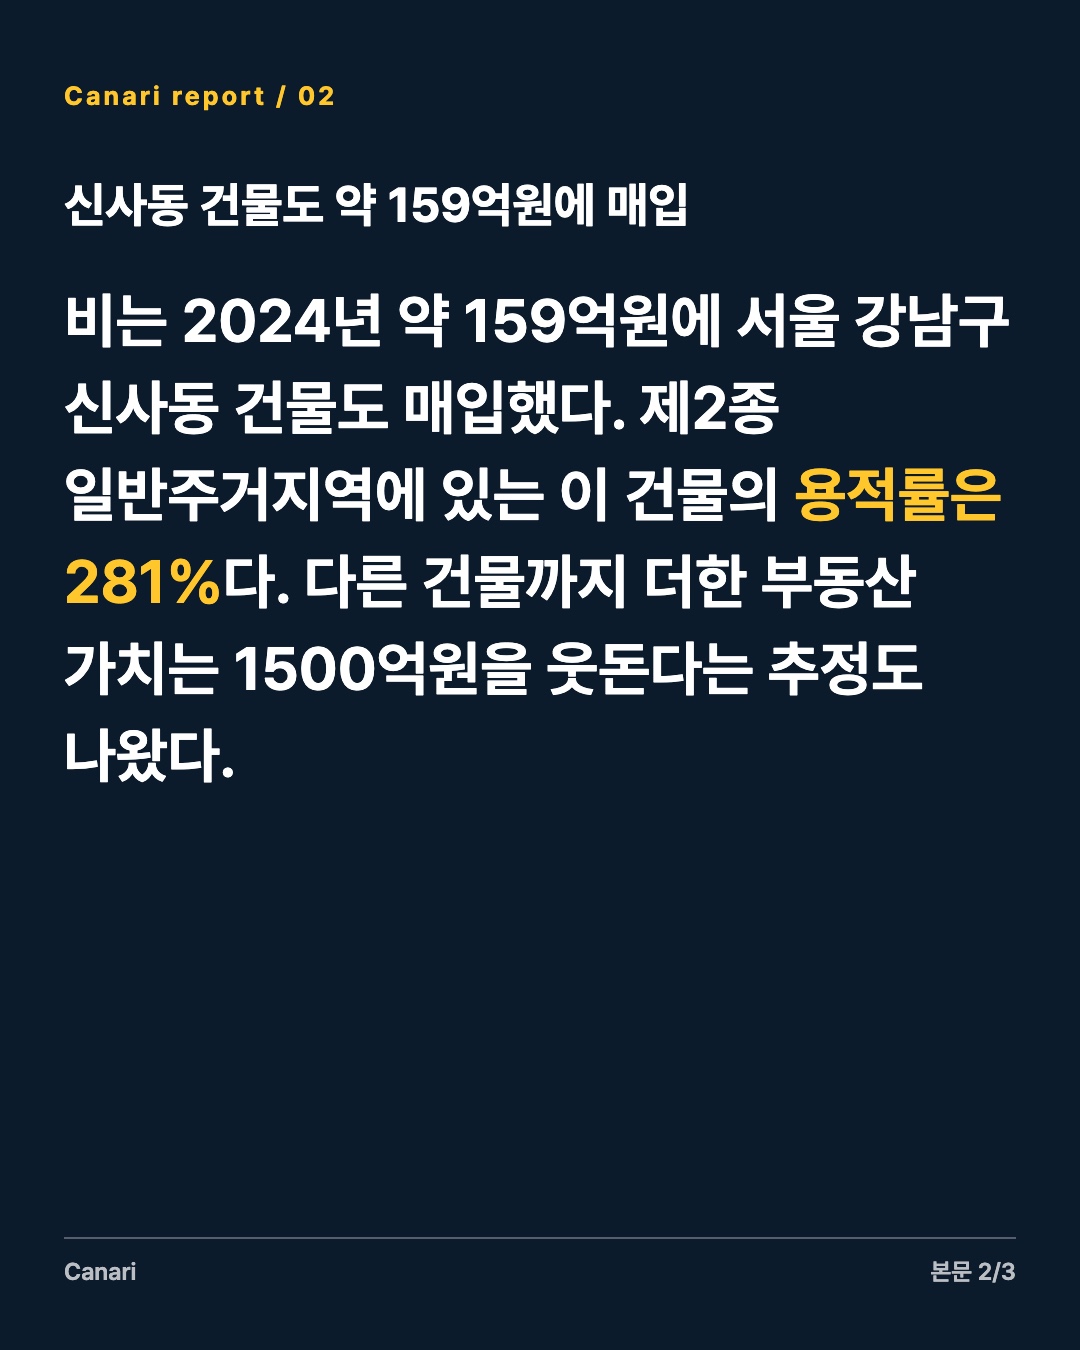 Canari report / 02
신사동 건물도 약 159억원에 매입
비는 2024년 약 159억원에 서울 강남구
신사동 건물도 매입했다. 제2종
일반주거지역에 있는 이 건물의 용적률은
281%다. 다른 건물까지 더한 부동산
가치는 1500억원을 웃돈다는 추정도
나왔다.
Canari
본문 2/3